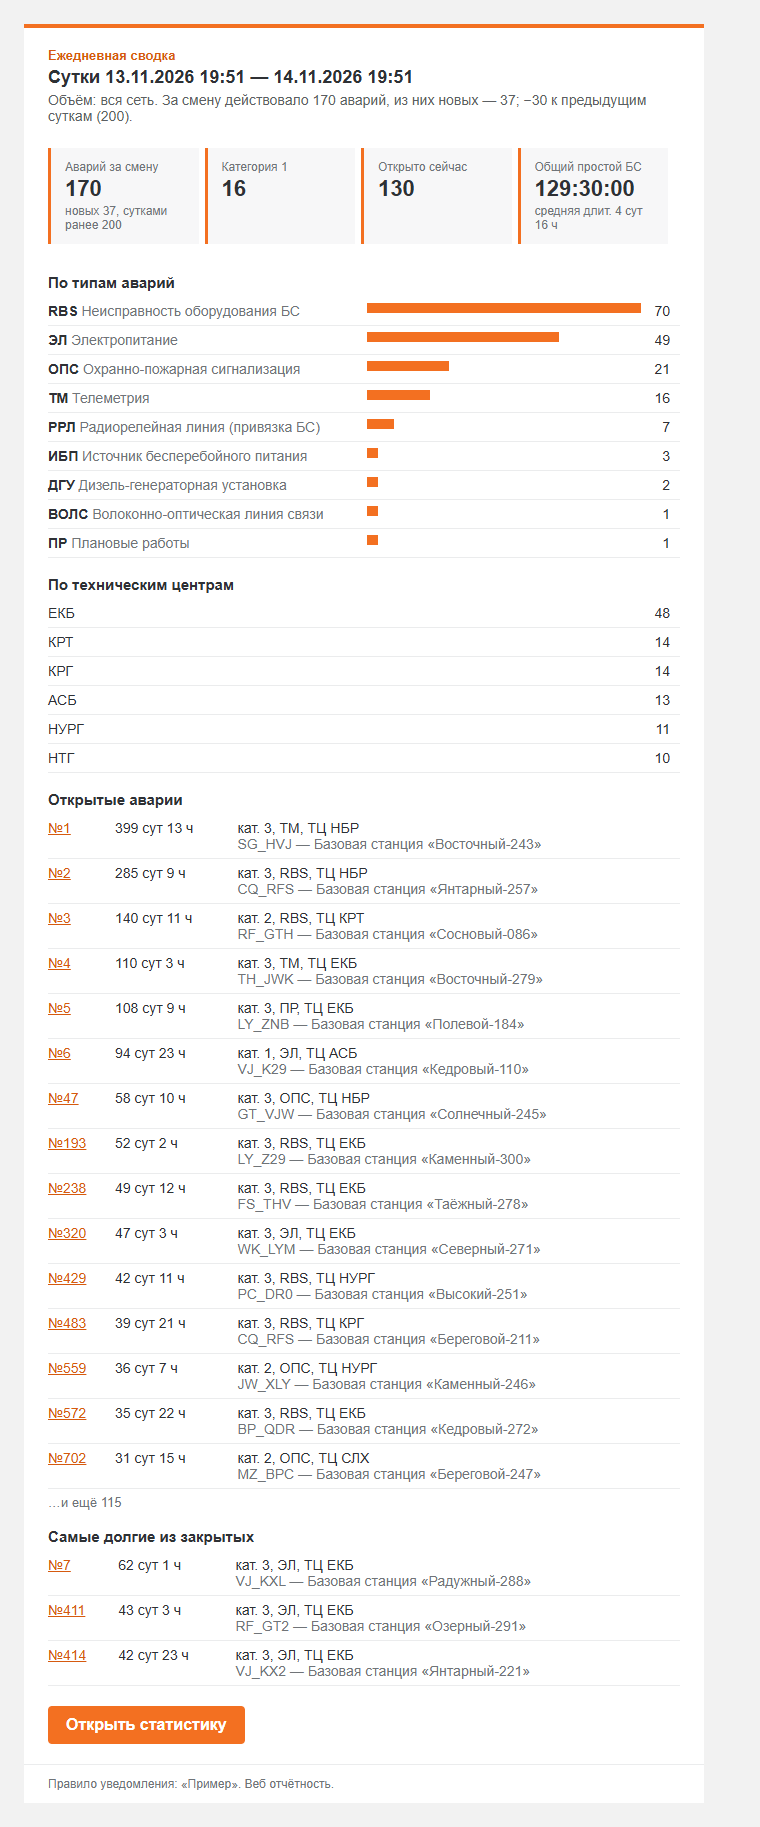 Ежедневная сводка
Сутки 13.11.2026 19:51 — 14.11.2026 19:51
Объём: вся сеть. За смену действовало 170 аварий, из них новых — 37; −30 к предыдущим
суткам (200).
Аварий за смену
170
новых 37, сутками
ранее 200
Категория 1
16
Открыто сейчас
130
Общий простой БС
129:30:00
средняя длит. 4 сут
16 ч
По типам аварий
RBS Неисправность оборудования БС 70
ЭЛ Электропитание 49
ОПС Охранно-пожарная сигнализация 21
ТМ Телеметрия 16
РРЛ Радиорелейная линия (привязка БС) 7
ИБП Источник бесперебойного питания 3
ДГУ Дизель-генераторная установка 2
ВОЛС Волоконно-оптическая линия связи 1
ПР Плановые работы 1
По техническим центрам
ЕКБ 48
КРТ 14
КРГ 14
АСБ 13
НУРГ 11
НТГ 10
Открытые аварии
№1 399 сут 13 ч кат. 3, ТМ, ТЦ НБР
SG_HVJ — Базовая станция «Восточный-243»
№2 285 сут 9 ч кат. 3, RBS, ТЦ НБР
CQ_RFS — Базовая станция «Янтарный-257»
№3 140 сут 11 ч кат. 2, RBS, ТЦ КРТ
RF_GTH — Базовая станция «Сосновый-086»
№4 110 сут 3 ч кат. 3, ТМ, ТЦ ЕКБ
TH_JWK — Базовая станция «Восточный-279»
№5 108 сут 9 ч кат. 3, ПР, ТЦ ЕКБ
LY_ZNB — Базовая станция «Полевой-184»
№6 94 сут 23 ч кат. 1, ЭЛ, ТЦ АСБ
VJ_K29 — Базовая станция «Кедровый-110»
№47 58 сут 10 ч кат. 3, ОПС, ТЦ НБР
GT_VJW — Базовая станция «Солнечный-245»
№193 52 сут 2 ч кат. 3, RBS, ТЦ ЕКБ
LY_Z29 — Базовая станция «Каменный-300»
№238 49 сут 12 ч кат. 3, RBS, ТЦ ЕКБ
FS_THV — Базовая станция «Таёжный-278»
№320 47 сут 3 ч кат. 3, ЭЛ, ТЦ ЕКБ
WK_LYM — Базовая станция «Северный-271»
№429 42 сут 11 ч кат. 3, RBS, ТЦ НУРГ
PC_DR0 — Базовая станция «Высокий-251»
№483 39 сут 21 ч кат. 3, RBS, ТЦ КРГ
CQ_RFS — Базовая станция «Береговой-211»
№559 36 сут 7 ч кат. 2, ОПС, ТЦ НУРГ
JW_XLY — Базовая станция «Каменный-246»
№572 35 сут 22 ч кат. 3, RBS, ТЦ ЕКБ
BP_QDR — Базовая станция «Кедровый-272»
№702 31 сут 15 ч кат. 2, ОПС, ТЦ СЛХ
MZ_BPC — Базовая станция «Береговой-247»
…и ещё 115
Самые долгие из закрытых
№7 62 сут 1 ч кат. 3, ЭЛ, ТЦ ЕКБ
VJ_KXL — Базовая станция «Радужный-288»
№411 43 сут 3 ч кат. 3, ЭЛ, ТЦ ЕКБ
RF_GT2 — Базовая станция «Озерный-291»
№414 42 сут 23 ч кат. 3, ЭЛ, ТЦ ЕКБ
VJ_KX2 — Базовая станция «Янтарный-221»
Открыть статистику
Правило уведомления: «Пример». Веб отчётность.